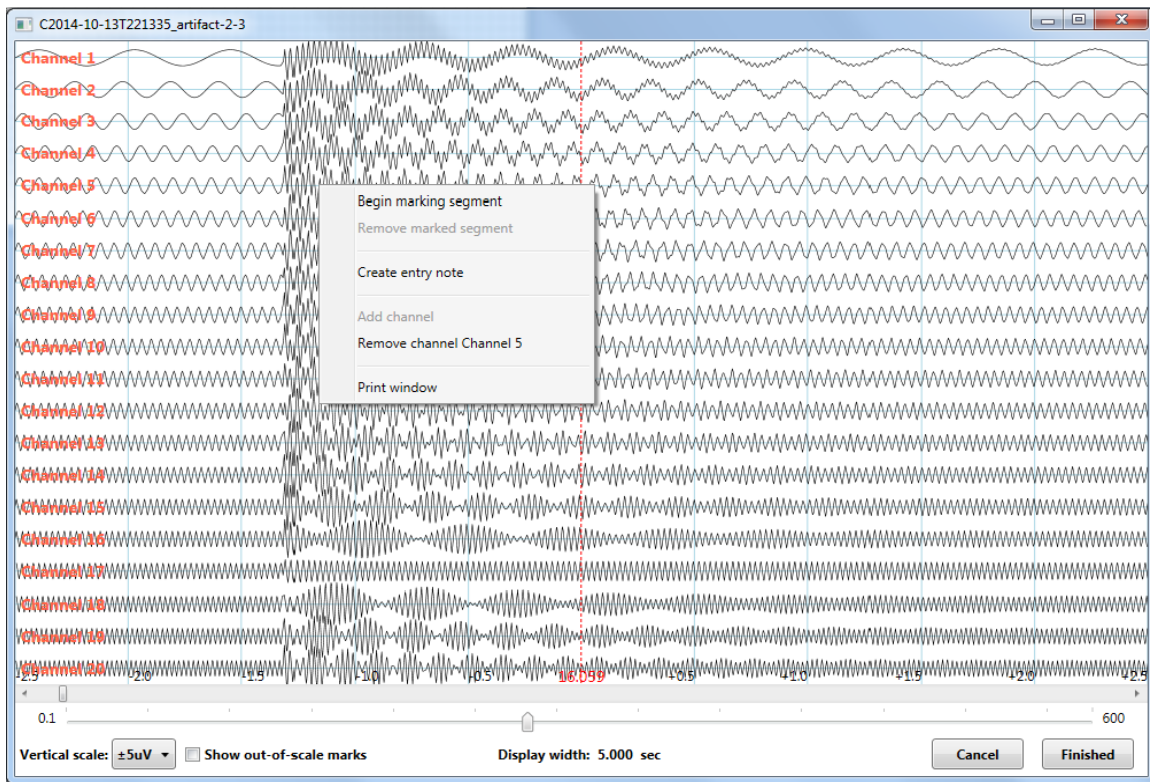 C2014-10-13T221335_artifact-2-3
Channel 1
Channel 2
Channel 3
Channel 4
Channel 5
Channel 6
Channel 7
Channel 8
Channel 9
Channel 10
Channel 11
Channel 12
Channel 13
Channel 14
Channel 15
Channel 16
Channel 17
Channel 18
Channel 19
Channel 20
Begin marking segment
Remove marked segment
Create entry note
Add channel
Remove channel Channel 5
Print window
-2.5 -2.0 -1.5 -1.0 -0.5 16.059 +0.5 +1.0 +1.5 +2.0 +2.5
0.1 600
Vertical scale: ±5uV Show out-of-scale marks Display width: 5.000 sec Cancel Finished